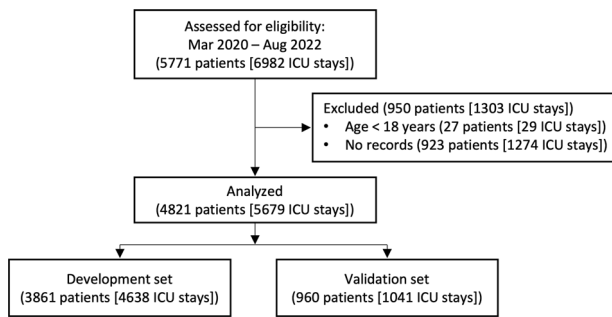 Assessed for eligibility:
Mar 2020 – Aug 2022
(5771 patients [6982 ICU stays])
Excluded (950 patients [1303 ICU stays])
• Age < 18 years (27 patients [29 ICU stays])
• No records (923 patients [1274 ICU stays])
Analyzed
(4821 patients [5679 ICU stays])
Development set
(3861 patients [4638 ICU stays])
Validation set
(960 patients [1041 ICU stays])